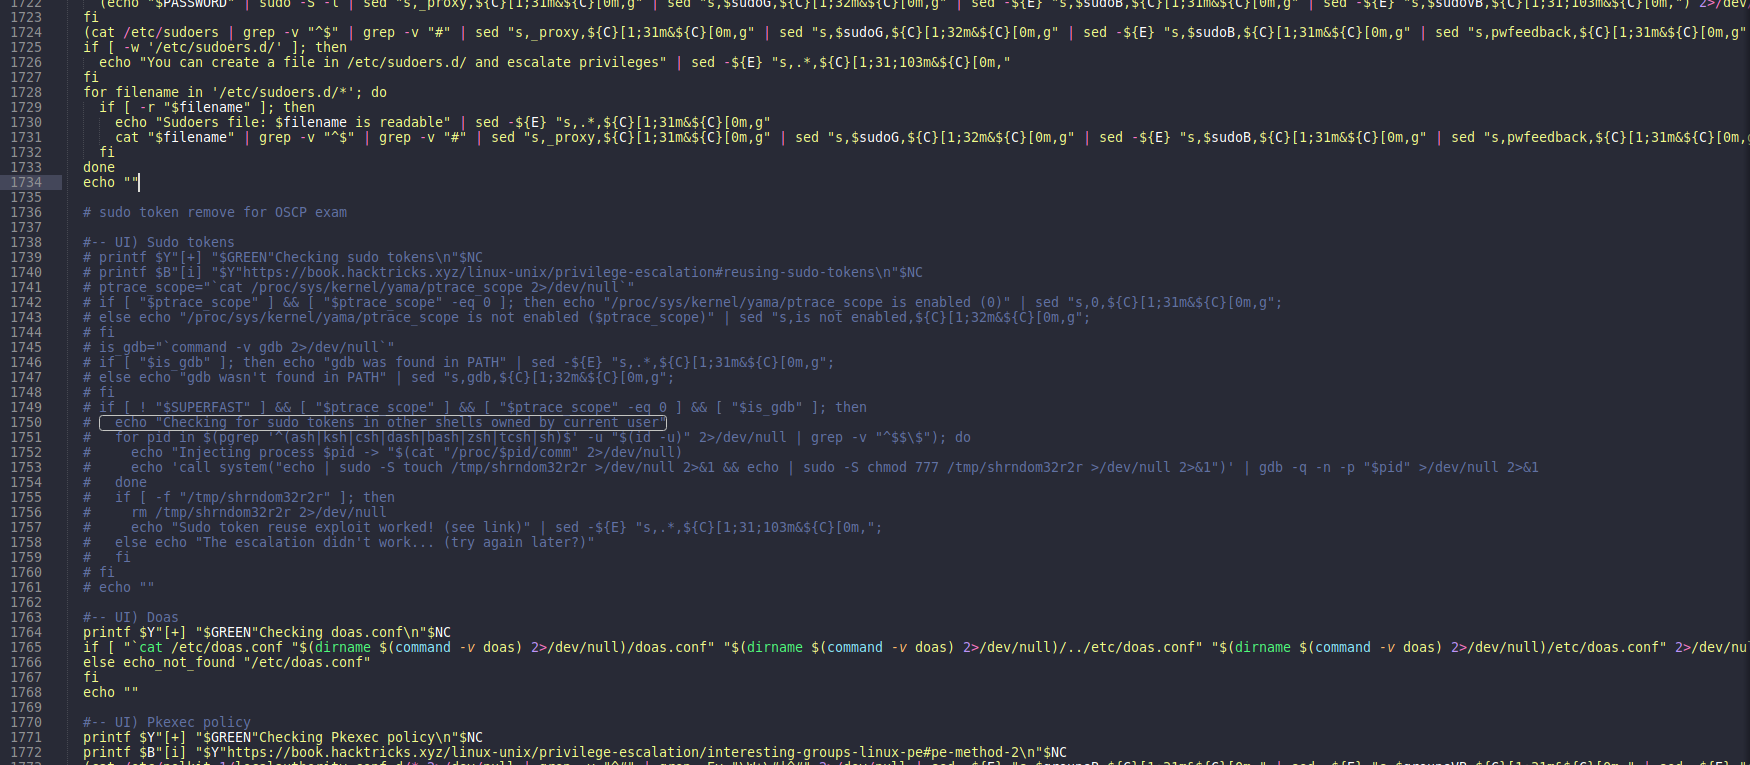 1722 (echo "$PASSWORD" | sudo -S -l | sed "s,_proxy,${C}[1;31m&${C}[0m,g" | sed "s,$sudoG,${C}[1;32m&${C}[0m,g" | sed -${E} "s,$sudoB,${C}[1;31m&${C}[0m,g" | sed -${E} "s,$sudoVB,${C}[1;31;103m&${C}[0m,") 2>/dev/
1723 fi
1724 (cat /etc/sudoers | grep -v "^$" | grep -v "#" | sed "s,_proxy,${C}[1;31m&${C}[0m,g" | sed "s,$sudoG,${C}[1;32m&${C}[0m,g" | sed -${E} "s,$sudoB,${C}[1;31m&${C}[0m,g" | sed "s,pwfeedback,${C}[1;31m&${C}[0m,g"
1725 if [ -w '/etc/sudoers.d/' ]; then
1726 echo "You can create a file in /etc/sudoers.d/ and escalate privileges" | sed -${E} "s,.*,${C}[1;31;103m&${C}[0m,"
1727 fi
1728 for filename in '/etc/sudoers.d/*'; do
1729 if [ -r "$filename" ]; then
1730 echo "Sudoers file: $filename is readable" | sed -${E} "s,.*,${C}[1;31m&${C}[0m,g"
1731 cat "$filename" | grep -v "^$" | grep -v "#" | sed "s,_proxy,${C}[1;31m&${C}[0m,g" | sed "s,$sudoG,${C}[1;32m&${C}[0m,g" | sed -${E} "s,$sudoB,${C}[1;31m&${C}[0m,g" | sed "s,pwfeedback,${C}[1;31m&${C}[0m,g
1732 fi
1733 done
1734 echo ""
1735
1736 # sudo token remove for OSCP exam
1737
1738 #-- UI) Sudo tokens
1739 # printf $Y"[+] "$GREEN"Checking sudo tokens\n"$NC
1740 # printf $B"[i] "$Y"https://book.hacktricks.xyz/linux-unix/privilege-escalation#reusing-sudo-tokens\n"$NC
1741 # ptrace_scope="`cat /proc/sys/kernel/yama/ptrace_scope 2>/dev/null`"
1742 # if [ "$ptrace_scope" ] && [ "$ptrace_scope" -eq 0 ]; then echo "/proc/sys/kernel/yama/ptrace_scope is enabled (0)" | sed "s,0,${C}[1;31m&${C}[0m,g";
1743 # else echo "/proc/sys/kernel/yama/ptrace_scope is not enabled ($ptrace_scope)" | sed "s,is not enabled,${C}[1;32m&${C}[0m,g";
1744 # fi
1745 # is_gdb="`command -v gdb 2>/dev/null`"
1746 # if [ "$is_gdb" ]; then echo "gdb was found in PATH" | sed -${E} "s,.*,${C}[1;31m&${C}[0m,g";
1747 # else echo "gdb wasn't found in PATH" | sed "s,gdb,${C}[1;32m&${C}[0m,g";
1748 # fi
1749 # if [ ! "$SUPERFAST" ] && [ "$ptrace_scope" ] && [ "$ptrace_scope" -eq 0 ] && [ "$is_gdb" ]; then
1750 # echo "Checking for sudo tokens in other shells owned by current user"
1751 # for pid in $(pgrep '^(ash|ksh|csh|dash|bash|zsh|tcsh|sh)$' -u "$(id -u)" 2>/dev/null | grep -v "^$$\$"); do
1752 # echo "Injecting process $pid -> "$(cat "/proc/$pid/comm" 2>/dev/null)
1753 # echo 'call system("echo | sudo -S touch /tmp/shrndom32r2r >/dev/null 2>&1 && echo | sudo -S chmod 777 /tmp/shrndom32r2r >/dev/null 2>&1")' | gdb -q -n -p "$pid" >/dev/null 2>&1
1754 # done
1755 # if [ -f "/tmp/shrndom32r2r" ]; then
1756 # rm /tmp/shrndom32r2r 2>/dev/null
1757 # echo "Sudo token reuse exploit worked! (see link)" | sed -${E} "s,.*,${C}[1;31;103m&${C}[0m,";
1758 # else echo "The escalation didn't work... (try again later?)"
1759 # fi
1760 # fi
1761 # echo ""
1762
1763 #-- UI) Doas
1764 printf $Y"[+] "$GREEN"Checking doas.conf\n"$NC
1765 if [ "`cat /etc/doas.conf "$(dirname $(command -v doas) 2>/dev/null)/doas.conf" "$(dirname $(command -v doas) 2>/dev/null)/../etc/doas.conf" "$(dirname $(command -v doas) 2>/dev/null)/etc/doas.conf" 2>/dev/nu
1766 else echo_not_found "/etc/doas.conf"
1767 fi
1768 echo ""
1769
1770 #-- UI) Pkexec policy
1771 printf $Y"[+] "$GREEN"Checking Pkexec policy\n"$NC
1772 printf $B"[i] "$Y"https://book.hacktricks.xyz/linux-unix/privilege-escalation/interesting-groups-linux-pe#pe-method-2\n"$NC